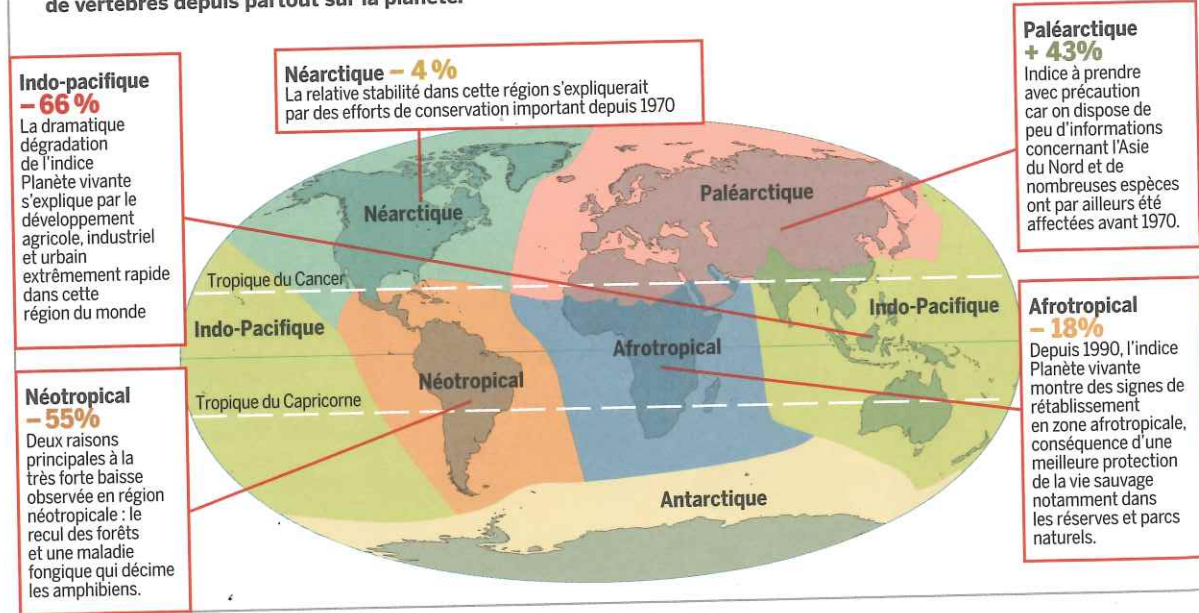 de vertébrés depuis partout sur la planète.
Indo-pacifique
– 66 %
La dramatique
dégradation
de l'indice
Planète vivante
s'explique par le
développement
agricole, industriel
et urbain
extrêmement rapide
dans cette
région du monde
Néarctique – 4 %
La relative stabilité dans cette région s'expliquerait
par des efforts de conservation important depuis 1970
Paléarctique
+ 43%
Indice à prendre
avec précaution
car on dispose de
peu d'informations
concernant l'Asie
du Nord et de
nombreuses espèces
ont par ailleurs été
affectées avant 1970.
Néarctique
Paléarctique
Tropique du Cancer
Indo-Pacifique
Indo-Pacifique
Afrotropical
Néotropical
Tropique du Capricorne
Antarctique
Néotropical
– 55%
Deux raisons
principales à la
très forte baisse
observée en région
néotropicale : le
recul des forêts
et une maladie
fongique qui décime
les amphibiens.
Afrotropical
– 18%
Depuis 1990, l'indice
Planète vivante
montre des signes de
rétablissement
en zone afrotropicale,
conséquence d'une
meilleure protection
de la vie sauvage
notamment dans
les réserves et parcs
naturels.